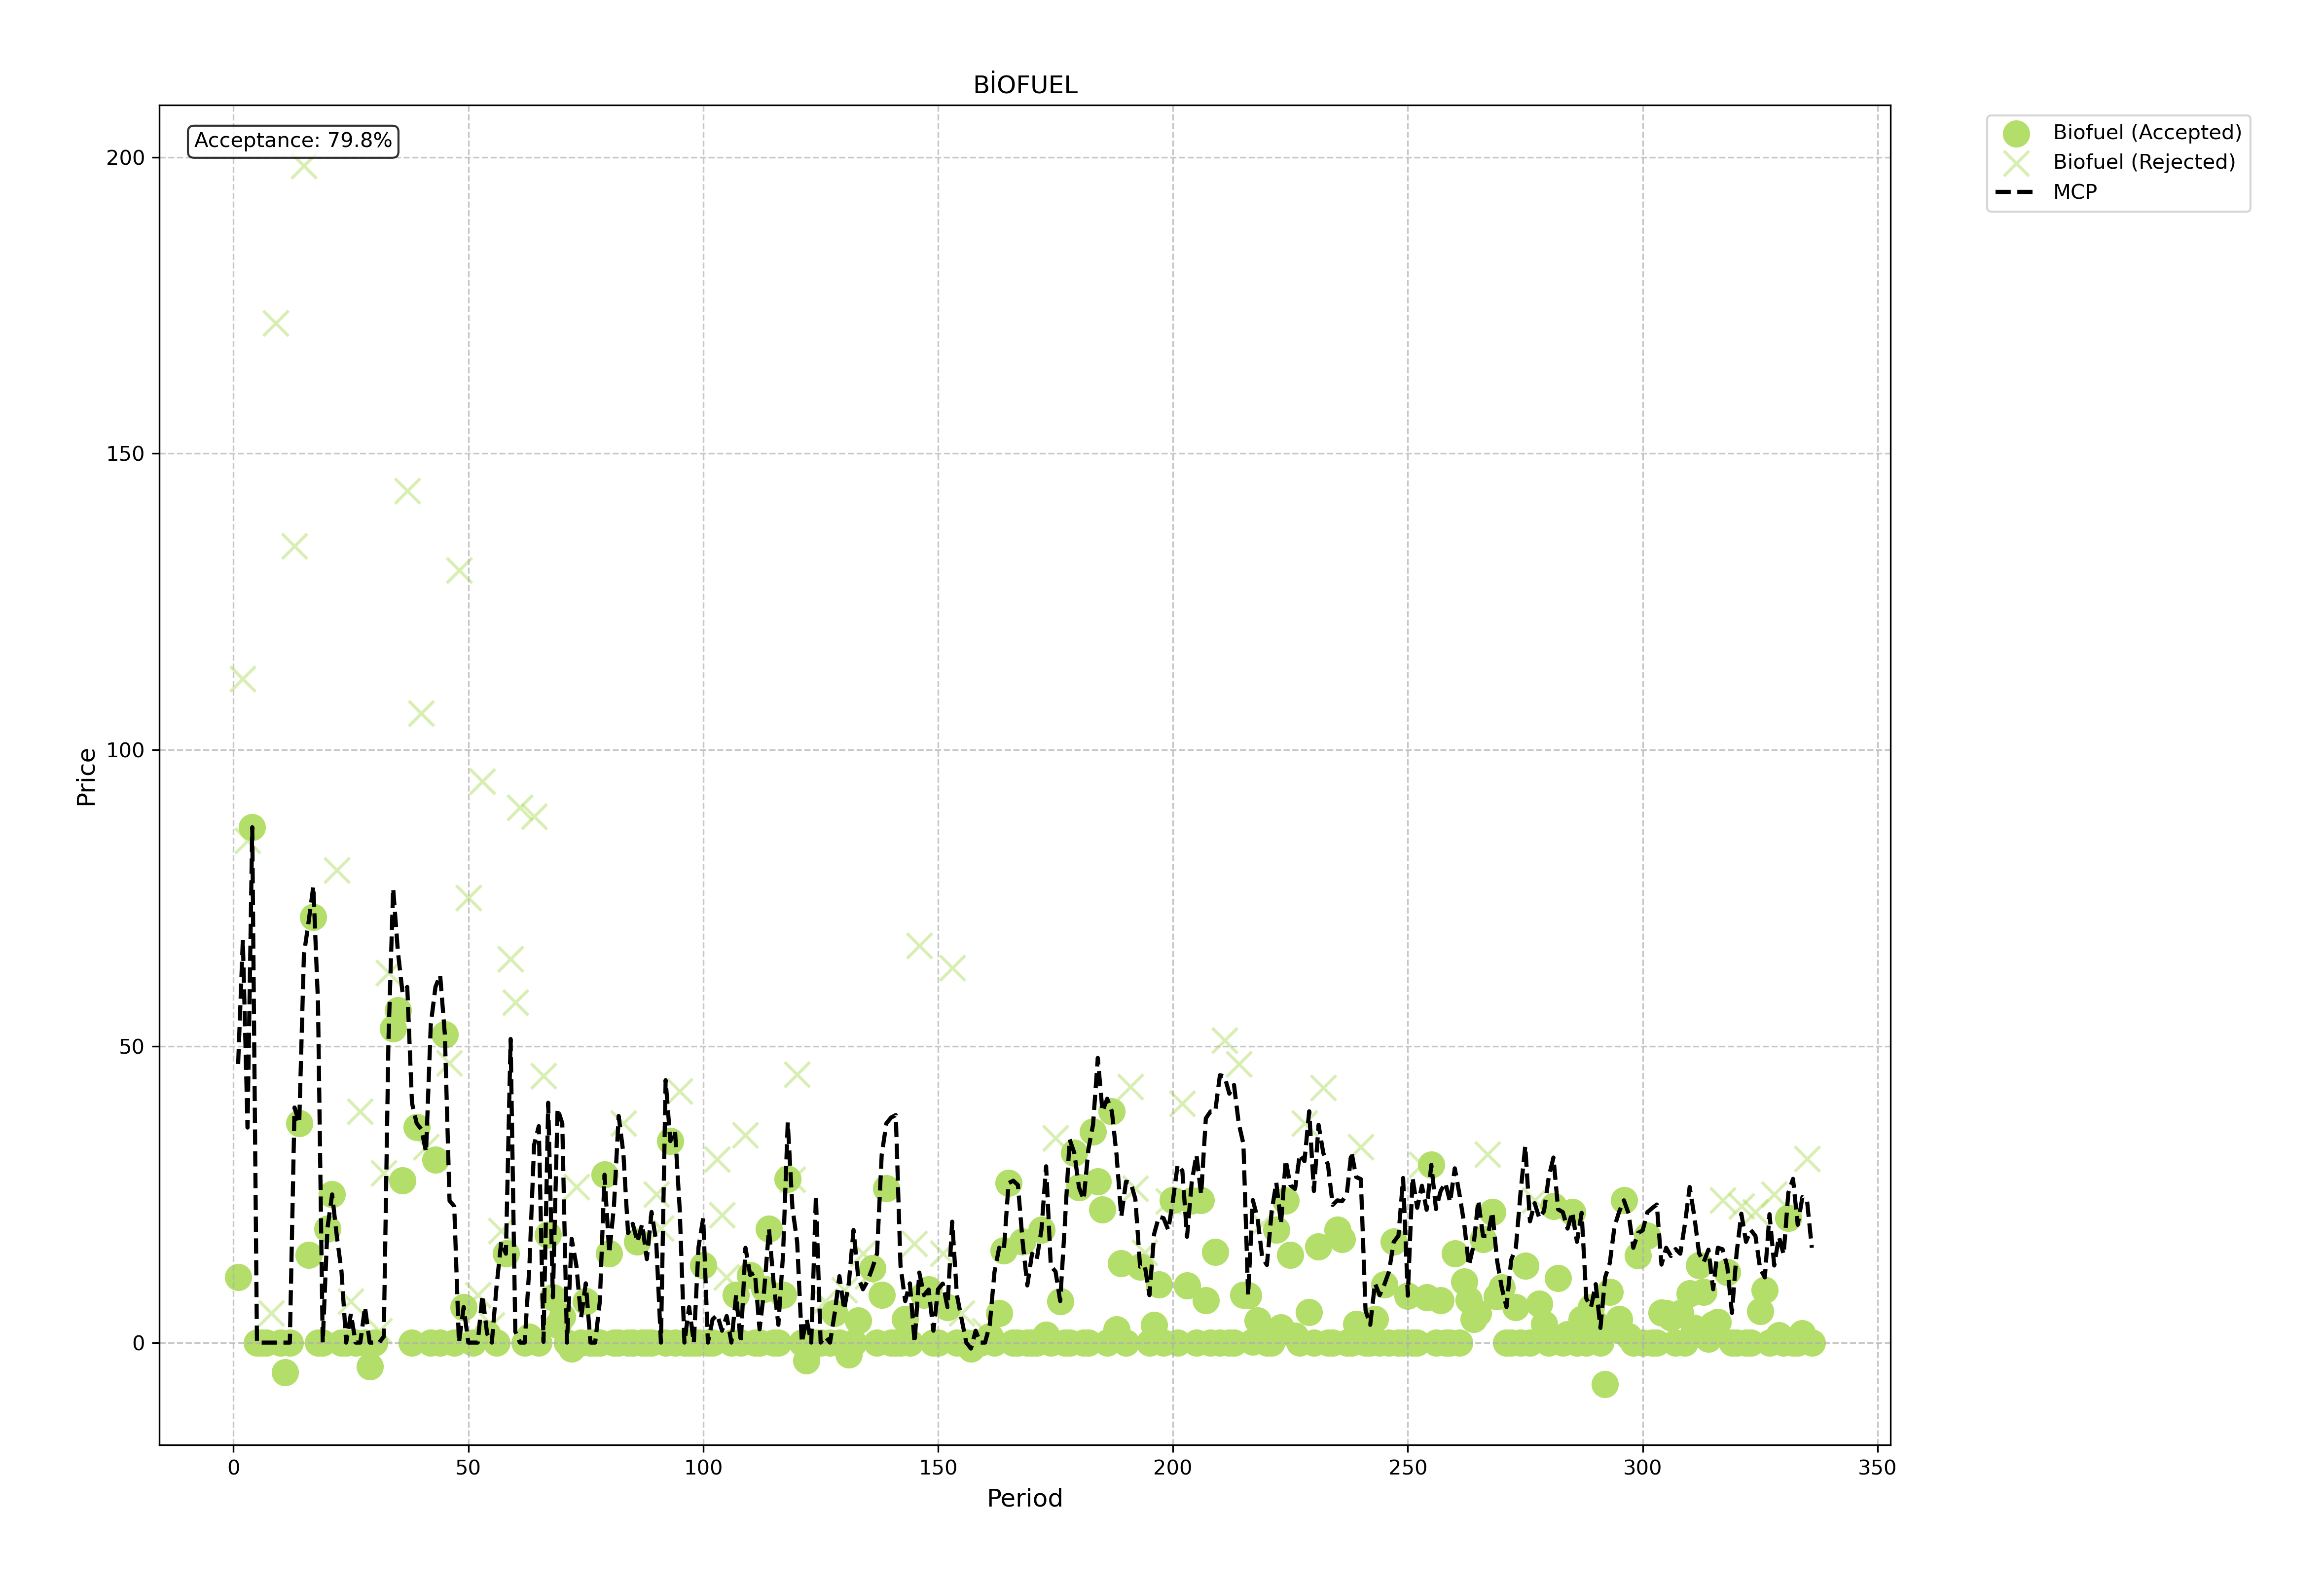 BİOFUEL
Acceptance: 79.8%
Biofuel (Accepted)
Biofuel (Rejected)
MCP
200
150
100
50
0
Price
0 50 100 150 200 250 300 350
Period